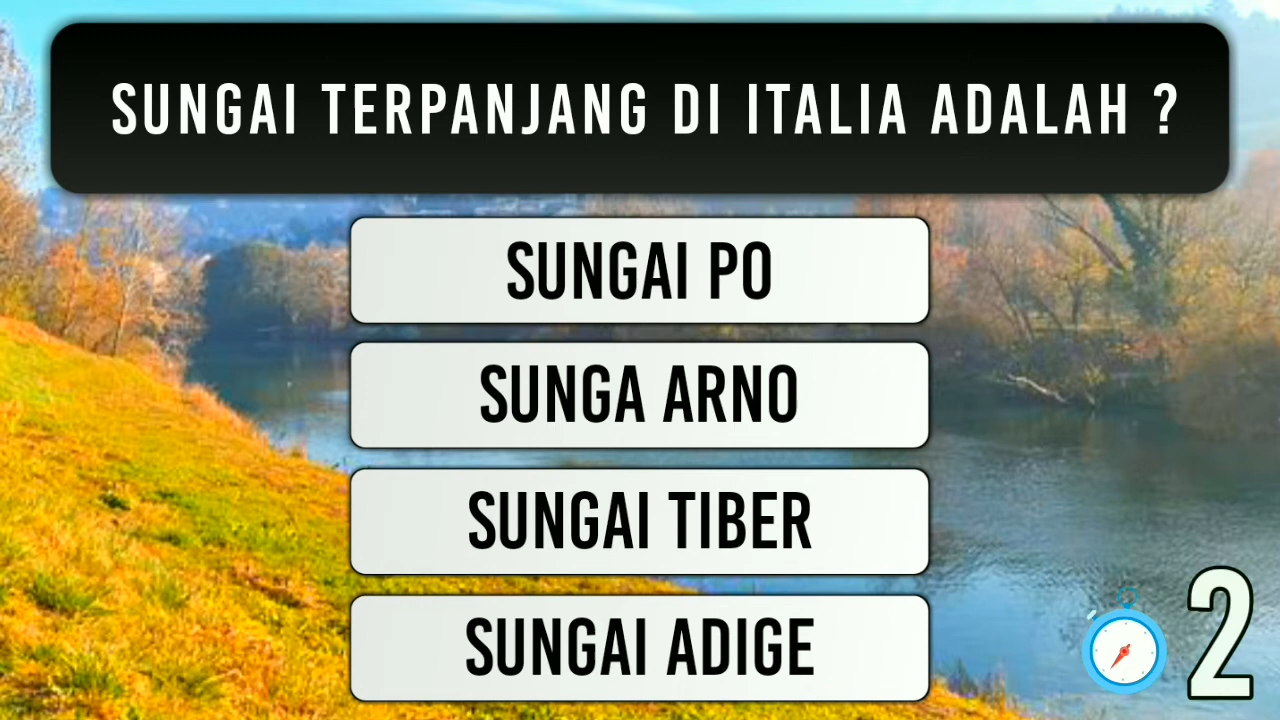 SUNGAI TERPANJANG DI ITALIA ADALAH ?
SUNGAI PO
SUNGA ARNO
SUNGAI TIBER
SUNGAI ADIGE
2